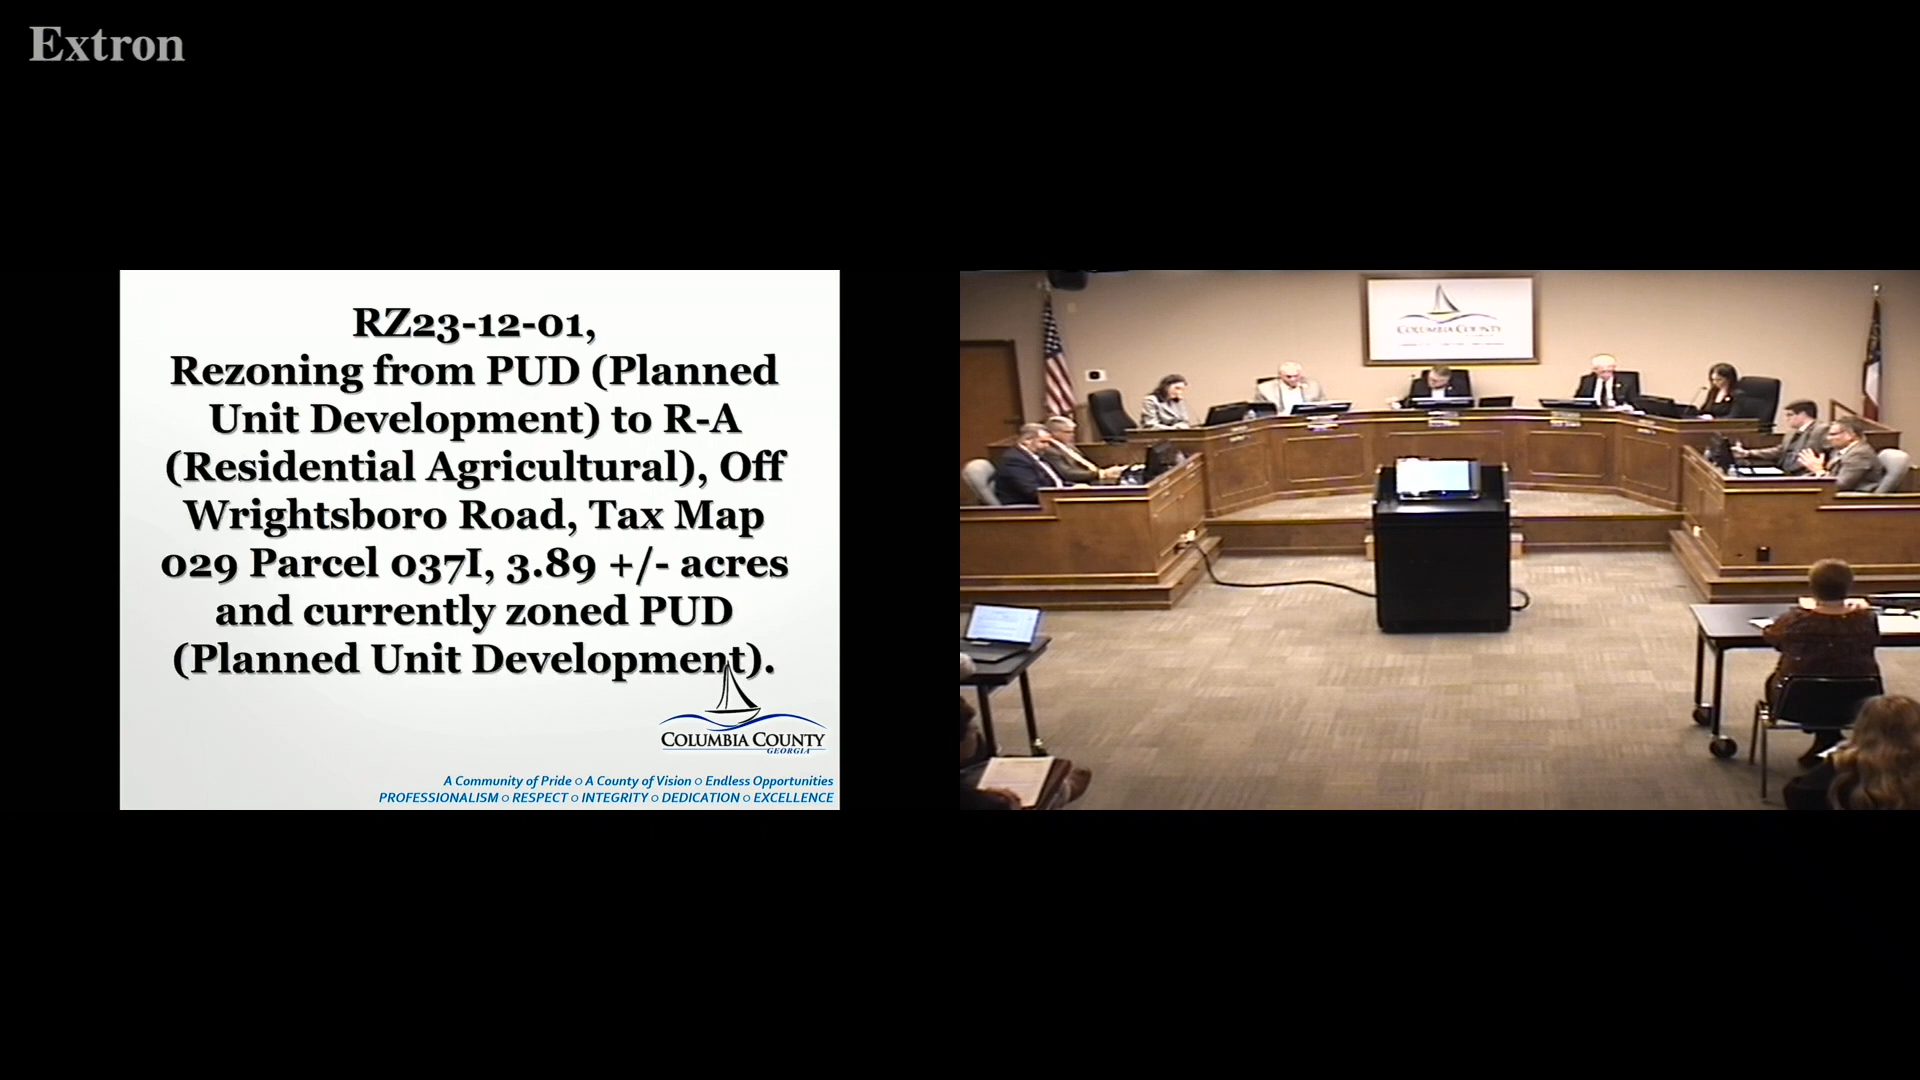 Extron
RZ23-12-01,
Rezoning from PUD (Planned
Unit Development) to R-A
(Residential Agricultural), Off
Wrightsboro Road, Tax Map
029 Parcel 037I, 3.89 +/- acres
and currently zoned PUD
(Planned Unit Development).
COLUMBIA COUNTY
GEORGIA
A Community of Pride ○ A County of Vision ○ Endless Opportunities
PROFESSIONALISM ○ RESPECT ○ INTEGRITY ○ DEDICATION ○ EXCELLENCE
COLUMBIA COUNTY